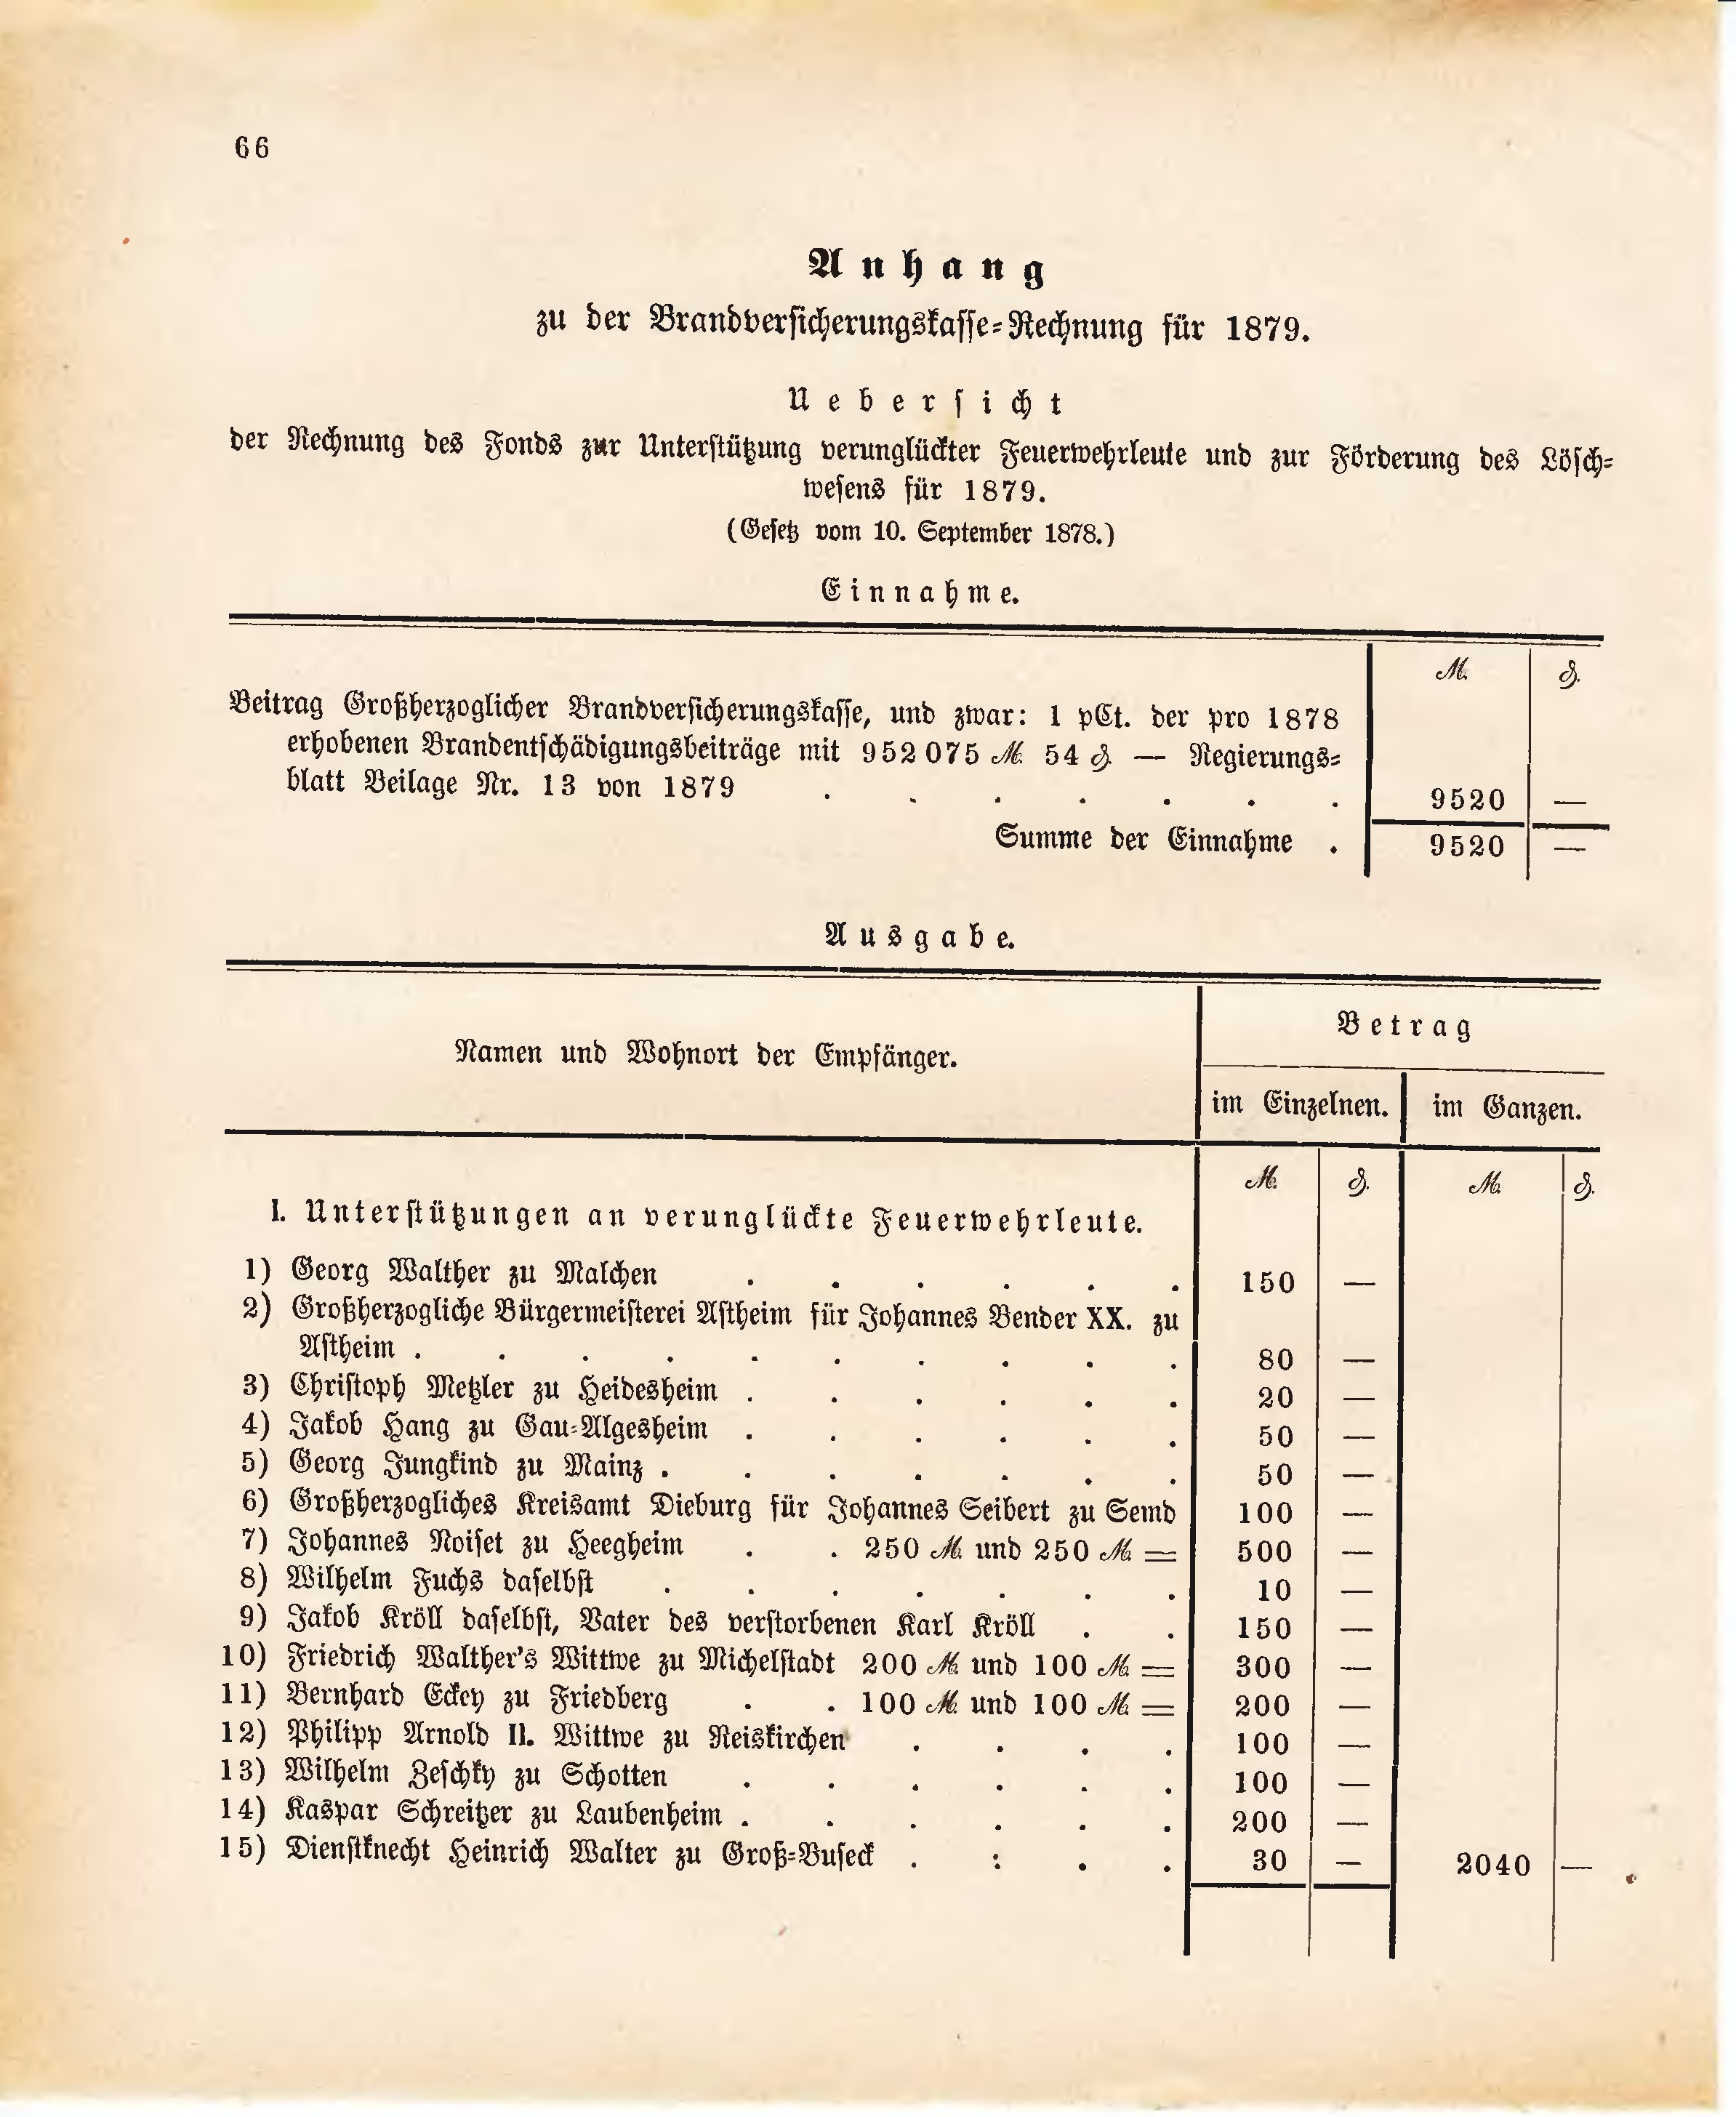 66
Anhang
zu der Brandversicherungskasse-Rechnung für 1879.
Uebersicht
der Rechnung des Fonds zur Unterstützung verunglückter Feuerwehrleute und zur Förderung des Lösch-
wesens für 1879.
(Gesetz vom 10. September 1878.)
Einnahme.
ℳ. ₰.
Beitrag Großherzoglicher Brandversicherungskasse, und zwar: 1 pCt. der pro 1878
erhobenen Brandentschädigungsbeiträge mit 952 075 ℳ. 54 ₰. — Regierungs-
blatt Beilage Nr. 13 von 1879 . . . . . . . 9520 —
Summe der Einnahme . 9520 —
Ausgabe.
Namen und Wohnort der Empfänger. Betrag
im Einzelnen. im Ganzen.
ℳ. ₰. ℳ. ₰.
I. Unterstützungen an verunglückte Feuerwehrleute.
1) Georg Walther zu Malchen . . . . . . 150 —
2) Großherzogliche Bürgermeisterei Astheim für Johannes Bender XX. zu
Astheim . . . . . . . . . . 80 —
3) Christoph Metzler zu Heidesheim . . . . . . 20 —
4) Jakob Hang zu Gau-Algesheim . . . . . . 50 —
5) Georg Jungkind zu Mainz . . . . . . . 50 —
6) Großherzogliches Kreisamt Dieburg für Johannes Seibert zu Semd 100 —
7) Johannes Noiset zu Heegheim . . 250 ℳ. und 250 ℳ. = 500 —
8) Wilhelm Fuchs daselbst . . . . . . . 10 —
9) Jakob Kröll daselbst, Vater des verstorbenen Karl Kröll . . 150 —
10) Friedrich Walther's Wittwe zu Michelstadt 200 ℳ. und 100 ℳ. = 300 —
11) Bernhard Eckey zu Friedberg . . 100 ℳ. und 100 ℳ. = 200 —
12) Philipp Arnold II. Wittwe zu Reiskirchen . . . . 100 —
13) Wilhelm Zeschky zu Schotten . . . . . . 100 —
14) Kaspar Schreitzer zu Laubenheim . . . . . . 200 —
15) Dienstknecht Heinrich Walter zu Groß-Buseck . : . . 30 — 2040 —